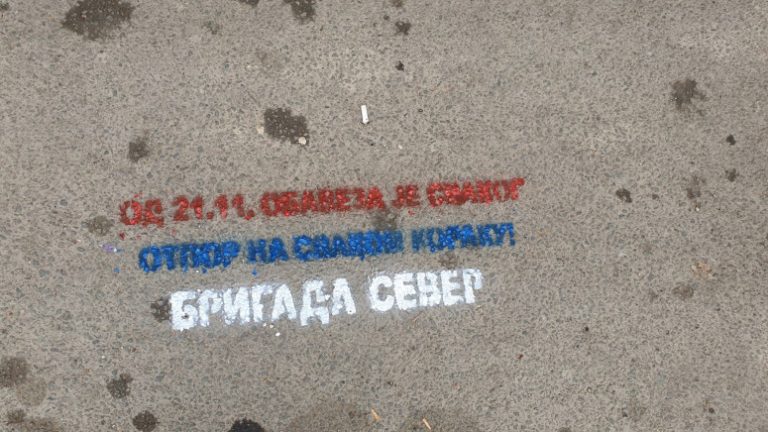 ОД 21.11. ОБАВЕЗА ЈЕ СВАКОГ
ОТПОР НА СВАКОМ КОРАКУ!
БРИГАДА СЕВЕР